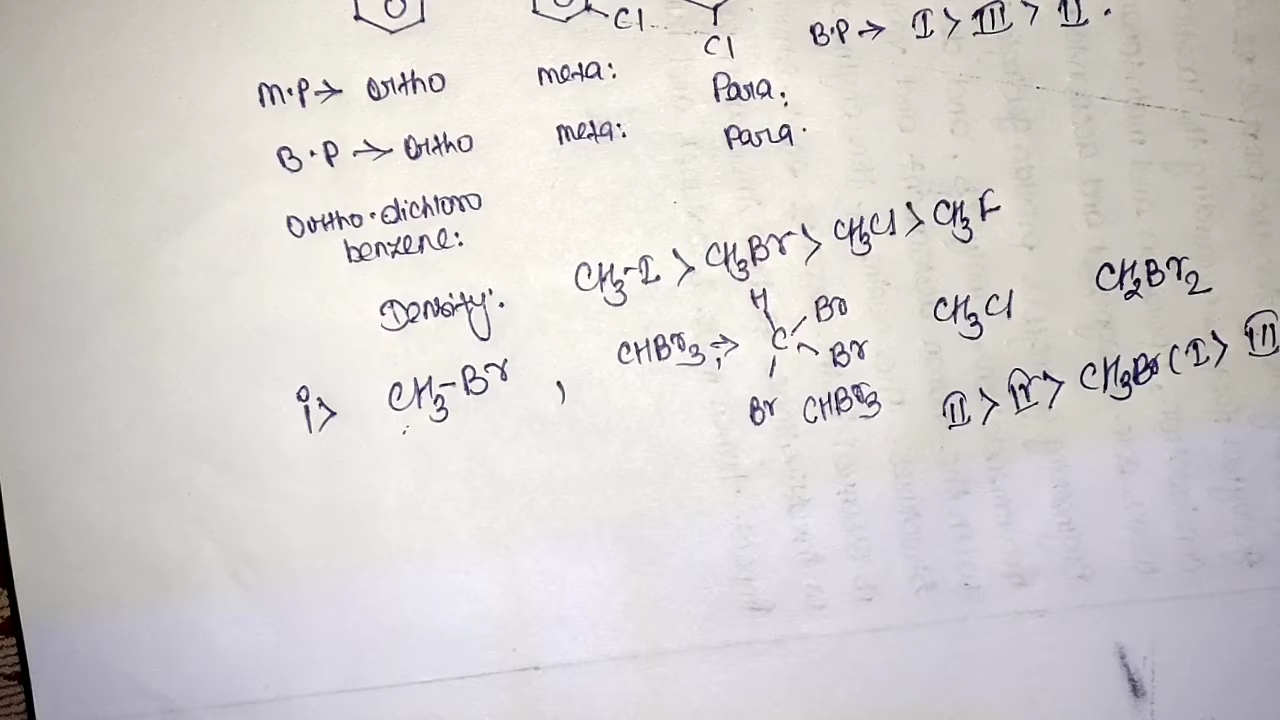 Cl
Cl
B.P → I > III > II .
M.P → Ortho meta: Para:
B.P → Ortho meta: Para.
Ortho.dichloro
benzene:
Density: CH3-I > CH3Br > CH3Cl > CH3F
i> CH3-Br , CHBr3; → H C Br Br Br CH3Cl CH2Br2
CHBr3 II > IV > CH3Br (I > III